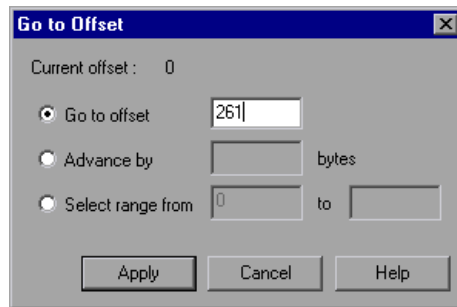 Go to Offset
Current offset : 0
Go to offset 261
Advance by bytes
Select range from 0 to
Apply Cancel Help